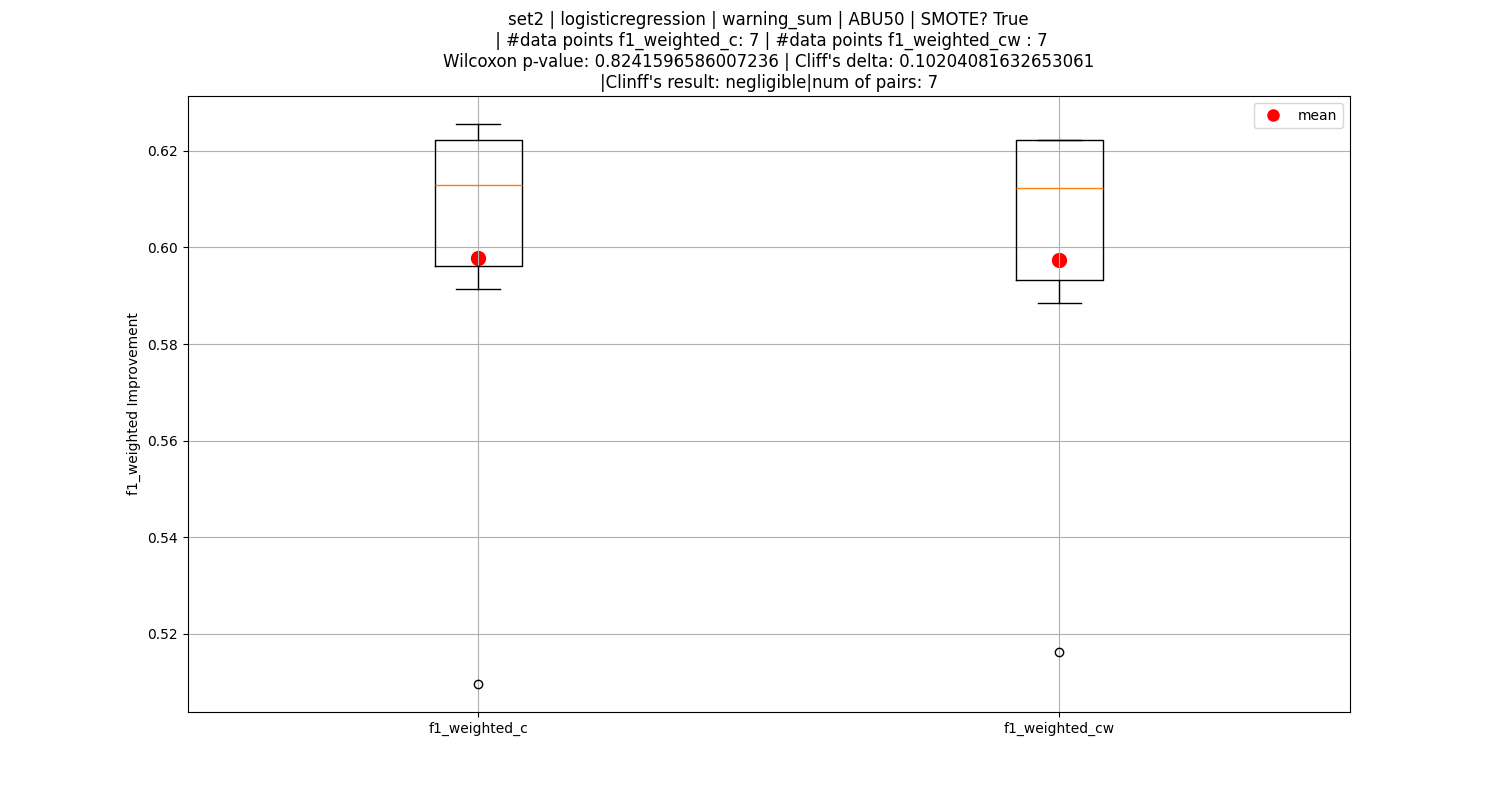 set2 | logisticregression | warning_sum | ABU50 | SMOTE? True
| #data points f1_weighted_c: 7 | #data points f1_weighted_cw : 7
Wilcoxon p-value: 0.8241596586007236 | Cliff's delta: 0.10204081632653061
|Clinff's result: negligible|num of pairs: 7
mean
f1_weighted Improvement
0.62
0.60
0.58
0.56
0.54
0.52
f1_weighted_c
f1_weighted_cw